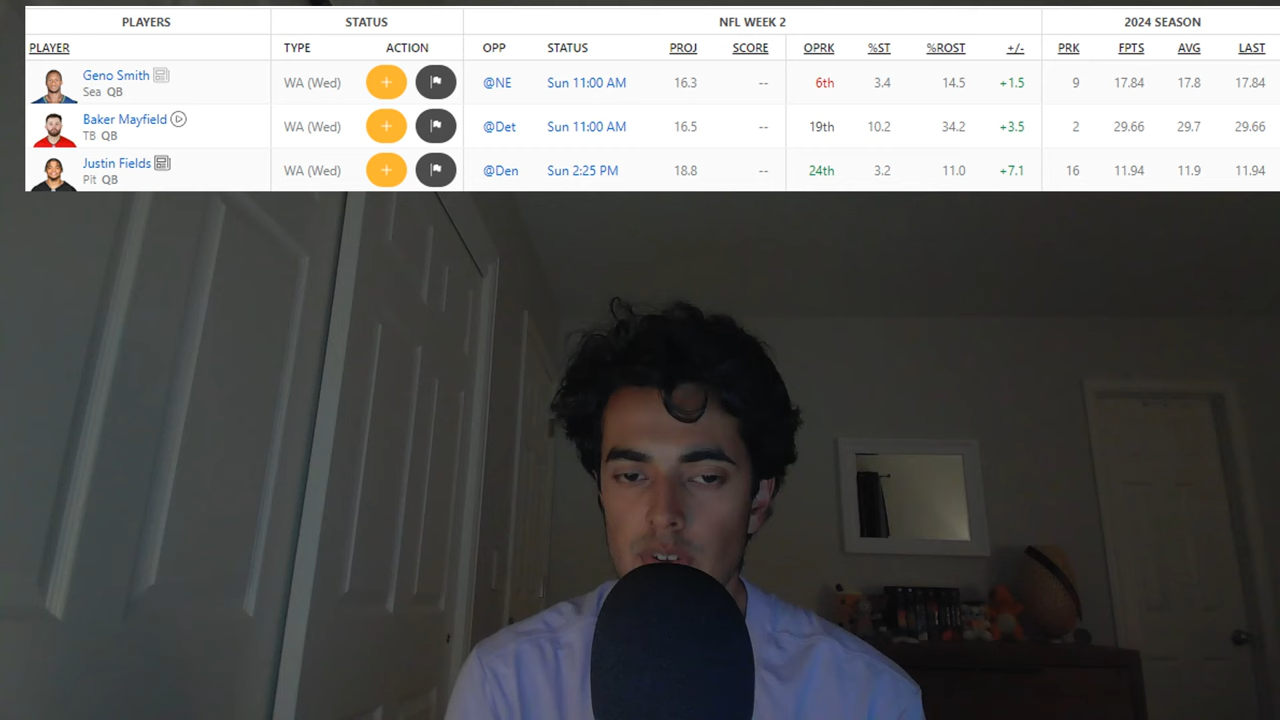 PLAYERS STATUS NFL WEEK 2 2024 SEASON
PLAYER TYPE ACTION OPP STATUS PROJ SCORE OPRK %ST %ROST +/- PRK FPTS AVG LAST
Geno Smith
Sea QB WA (Wed) + @NE Sun 11:00 AM 16.3 -- 6th 3.4 14.5 +1.5 9 17.84 17.8 17.84
Baker Mayfield
TB QB WA (Wed) + @Det Sun 11:00 AM 16.5 -- 19th 10.2 34.2 +3.5 2 29.66 29.7 29.66
Justin Fields
Pit QB WA (Wed) + @Den Sun 2:25 PM 18.8 -- 24th 3.2 11.0 +7.1 16 11.94 11.9 11.94